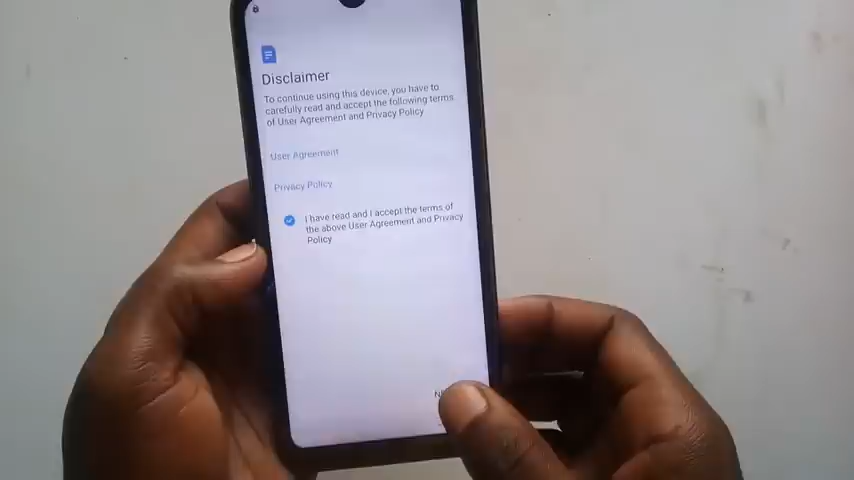 Disclaimer
To continue using this device, you have to
carefully read and accept the following terms
of User Agreement and Privacy Policy
User Agreement
Privacy Policy
I have read and I accept the terms of
the above User Agreement and Privacy
Policy